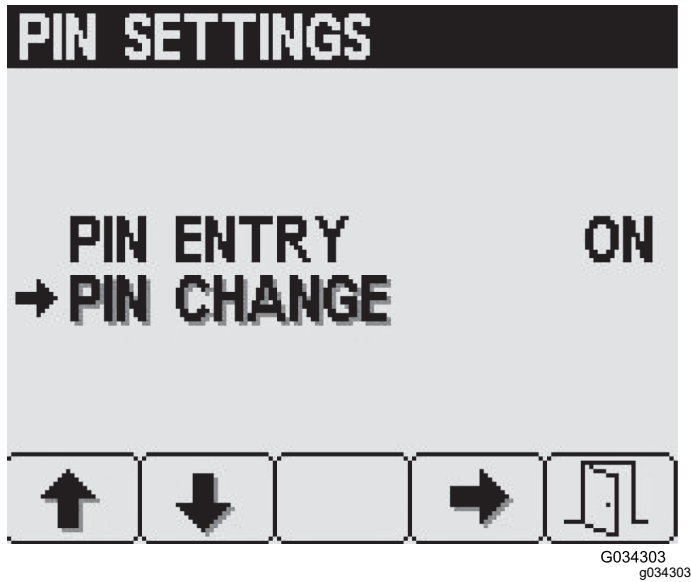 PIN SETTINGS
PIN ENTRY ON
PIN CHANGE
G034303
g034303